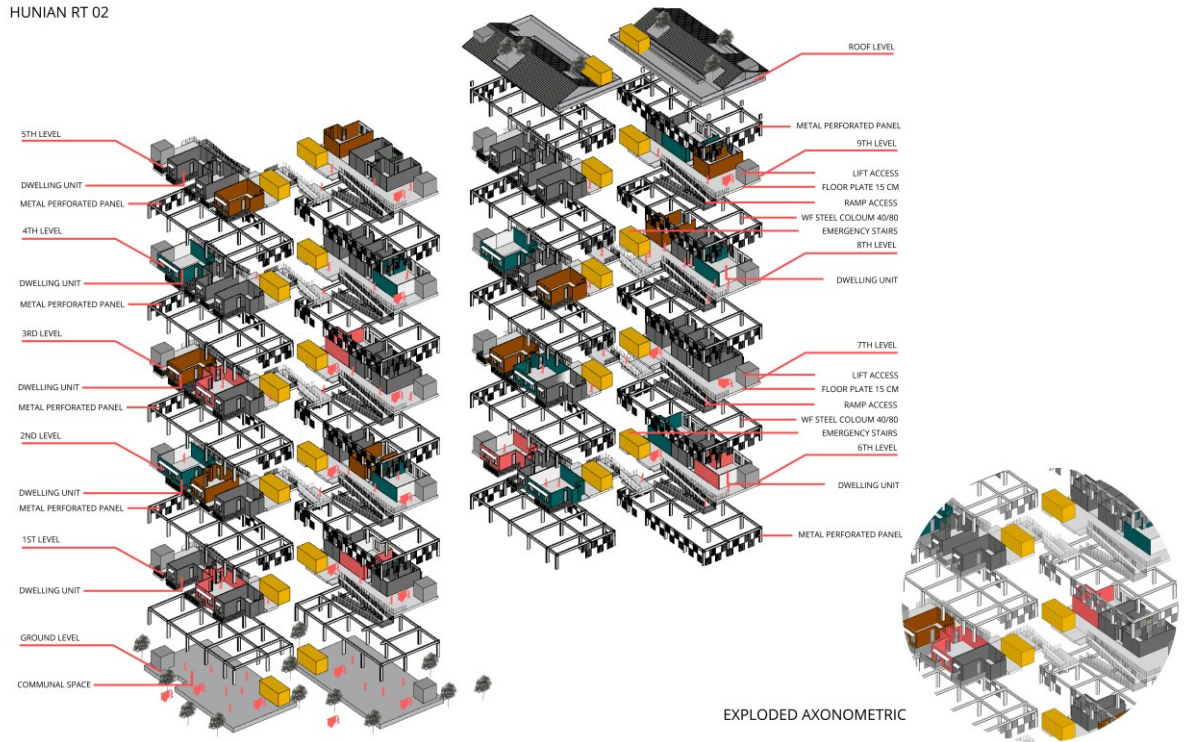 HUNIAN RT 02
5TH LEVEL
DWELLING UNIT
METAL PERFORATED PANEL
4TH LEVEL
DWELLING UNIT
METAL PERFORATED PANEL
3RD LEVEL
DWELLING UNIT
METAL PERFORATED PANEL
2ND LEVEL
DWELLING UNIT
METAL PERFORATED PANEL
1ST LEVEL
DWELLING UNIT
GROUND LEVEL
COMMUNAL SPACE
ROOF LEVEL
METAL PERFORATED PANEL
9TH LEVEL
LIFT ACCESS
FLOOR PLATE 15 CM
RAMP ACCESS
WF STEEL COLOUM 40/80
EMERGENCY STAIRS
8TH LEVEL
DWELLING UNIT
7TH LEVEL
LIFT ACCESS
FLOOR PLATE 15 CM
RAMP ACCESS
WF STEEL COLOUM 40/80
EMERGENCY STAIRS
6TH LEVEL
DWELLING UNIT
METAL PERFORATED PANEL
EXPLODED AXONOMETRIC